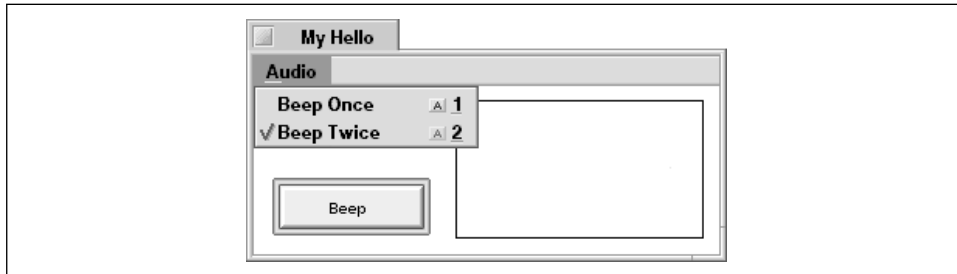 My Hello
Audio
Beep Once A 1
Beep Twice A 2
Beep